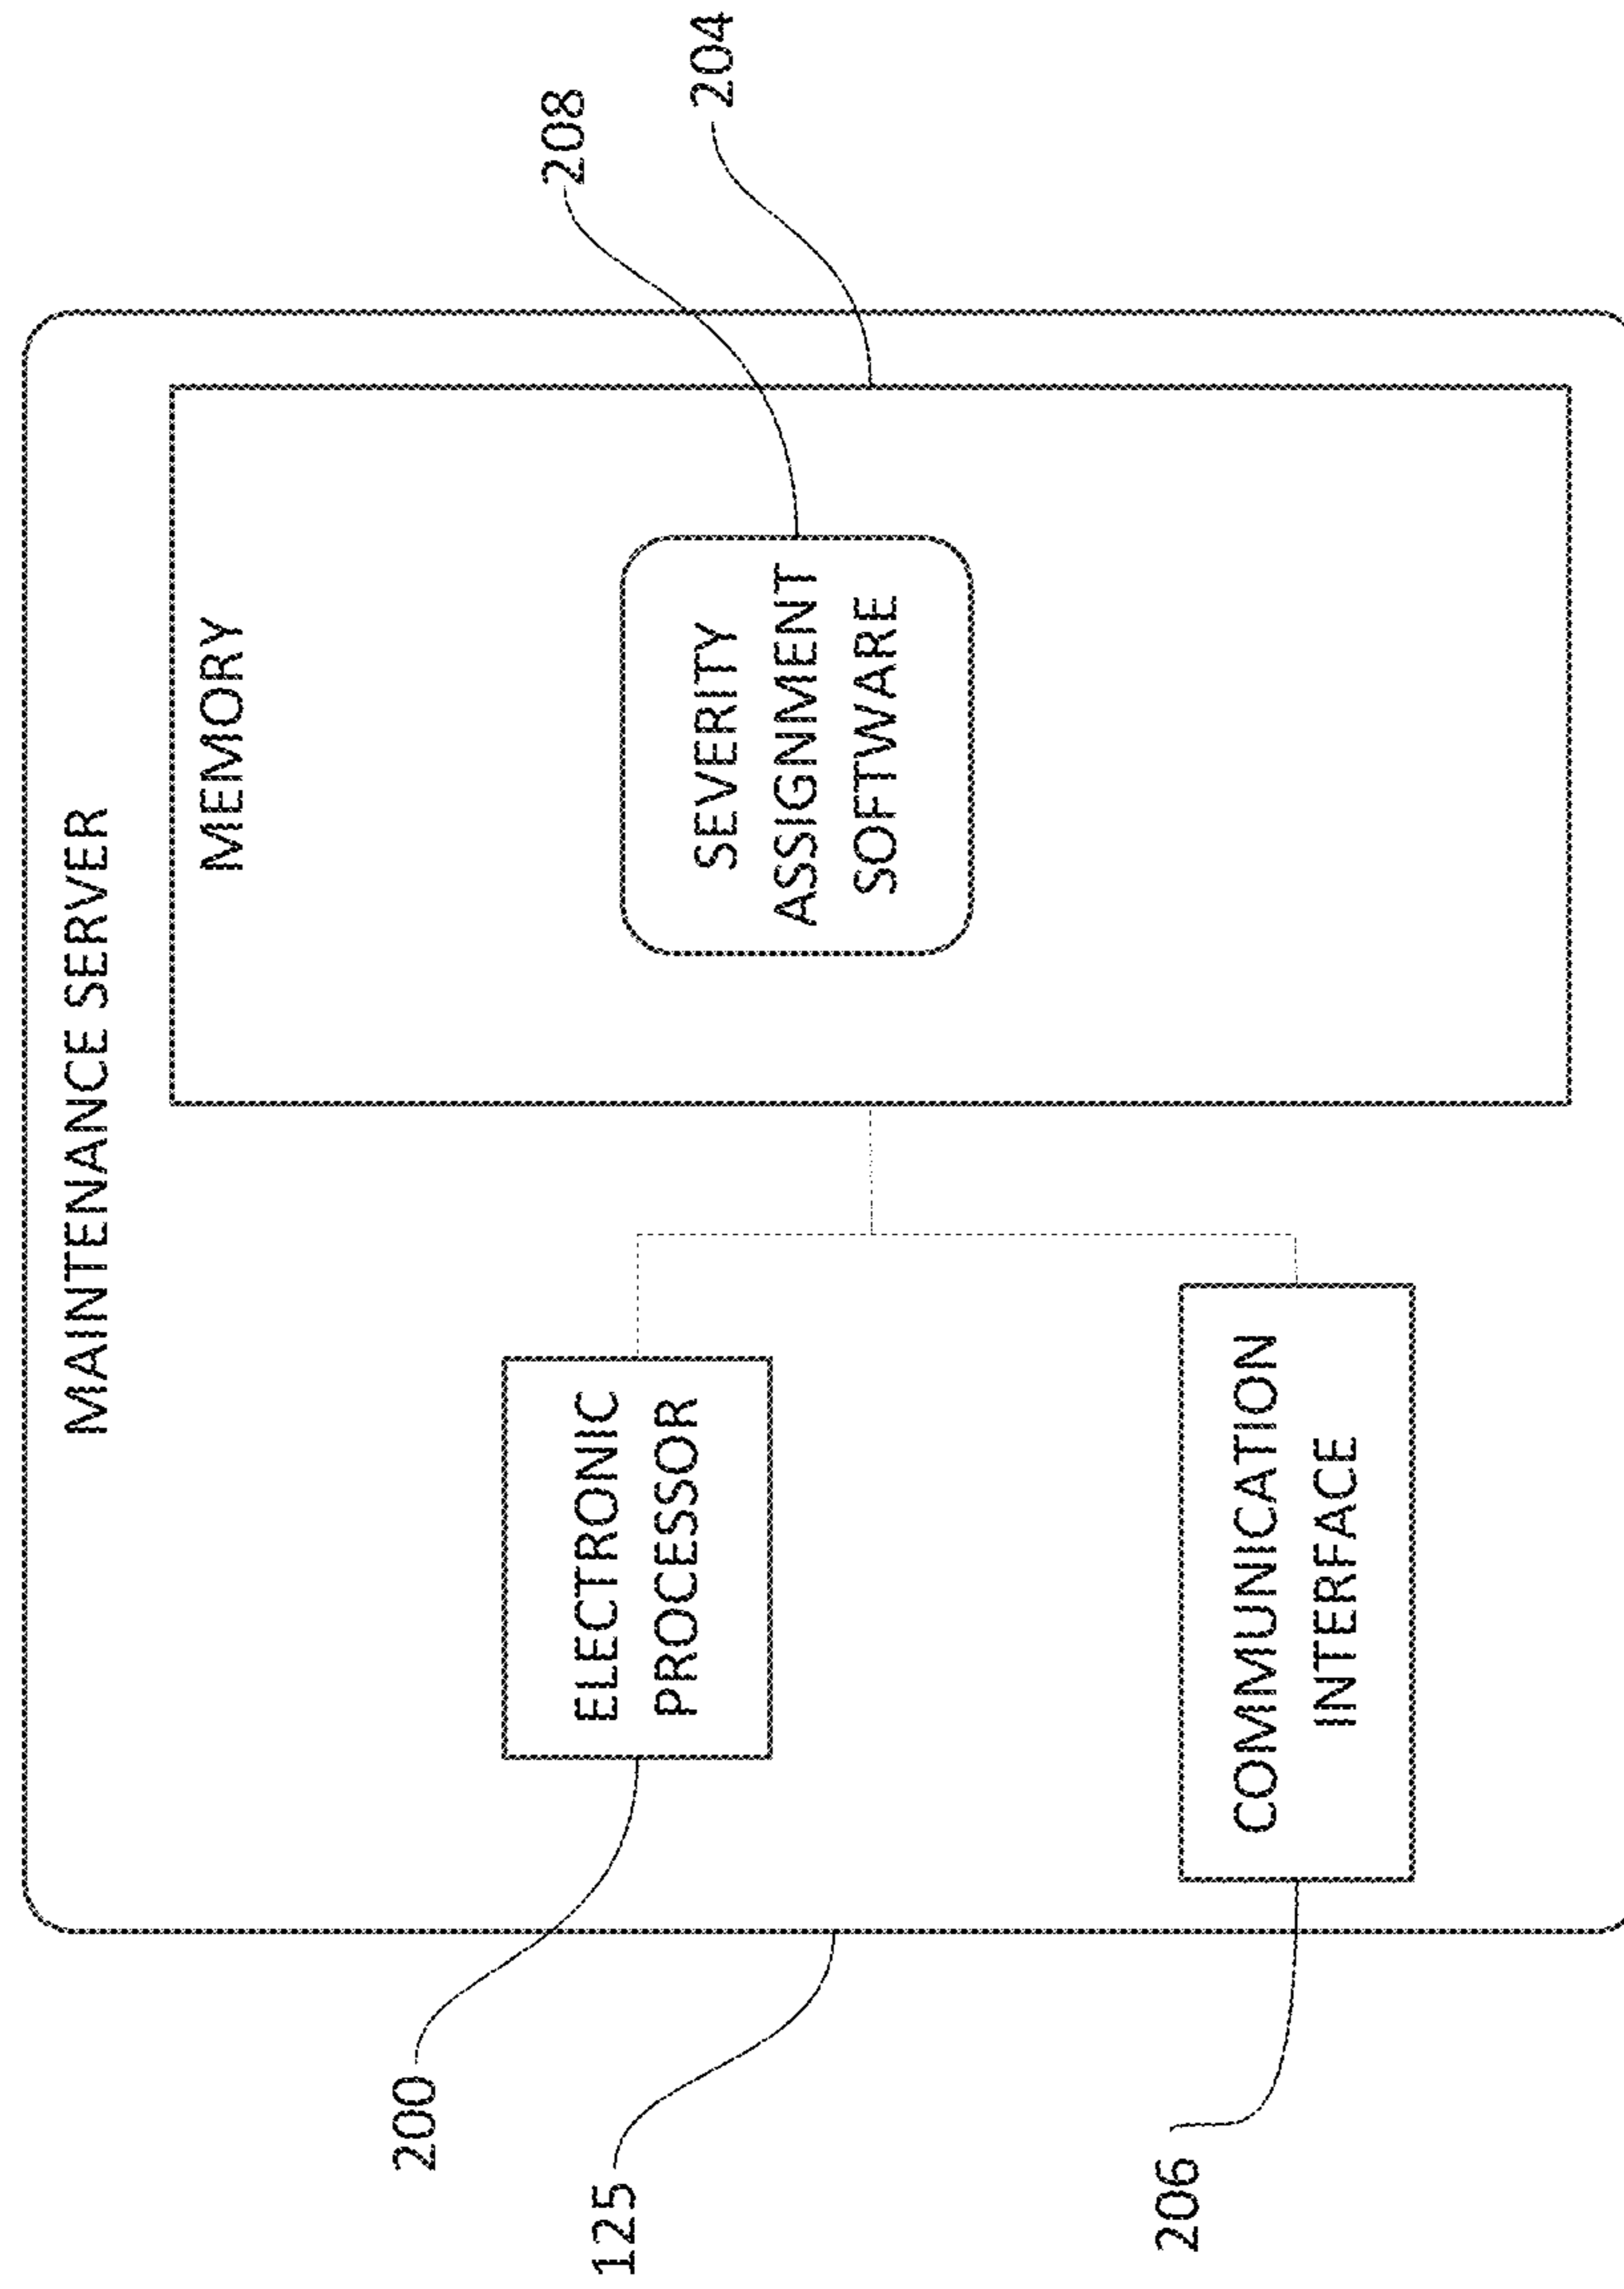 MAINTENANCE SERVER
MEMORY
208
204
200
ELECTRONIC
PROCESSOR
SEVERITY
ASSIGNMENT
SOFTWARE
125
COMMUNICATION
INTERFACE
206